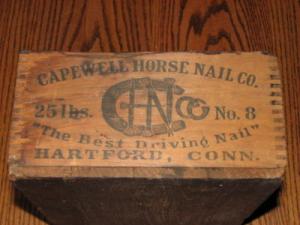 CAPEWELL HORSE NAIL CO.
25 lbs. CHN Co No. 8
"The Best Driving Nail"
HARTFORD, CONN.